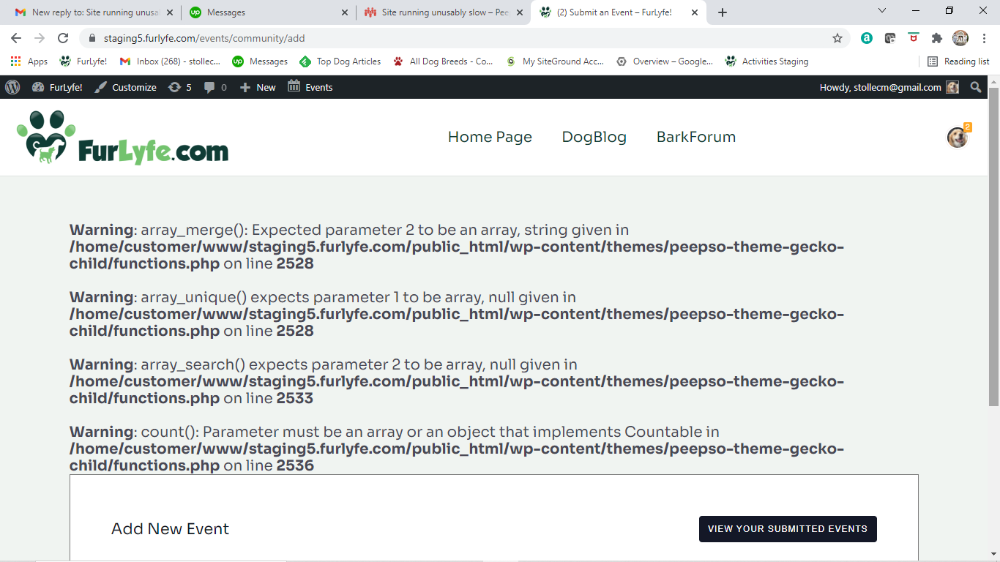 New reply to: Site running unusa
Messages
Site running unusably slow – Pee
(2) Submit an Event – FurLyfe!
staging5.furlyfe.com/events/community/add
Apps
FurLyfe!
Inbox (268) - stollec...
Messages
Top Dog Articles
All Dog Breeds - Co...
My SiteGround Acc...
Overview – Google...
Activities Staging
Reading list
FurLyfe!
Customize
5
0
New
Events
Howdy, stollecm@gmail.com
FurLyfe.com
Home Page
DogBlog
BarkForum
2
Warning: array_merge(): Expected parameter 2 to be an array, string given in
/home/customer/www/staging5.furlyfe.com/public_html/wp-content/themes/peepso-theme-gecko-
child/functions.php on line 2528
Warning: array_unique() expects parameter 1 to be array, null given in
/home/customer/www/staging5.furlyfe.com/public_html/wp-content/themes/peepso-theme-gecko-
child/functions.php on line 2528
Warning: array_search() expects parameter 2 to be array, null given in
/home/customer/www/staging5.furlyfe.com/public_html/wp-content/themes/peepso-theme-gecko-
child/functions.php on line 2533
Warning: count(): Parameter must be an array or an object that implements Countable in
/home/customer/www/staging5.furlyfe.com/public_html/wp-content/themes/peepso-theme-gecko-
child/functions.php on line 2536
Add New Event
VIEW YOUR SUBMITTED EVENTS